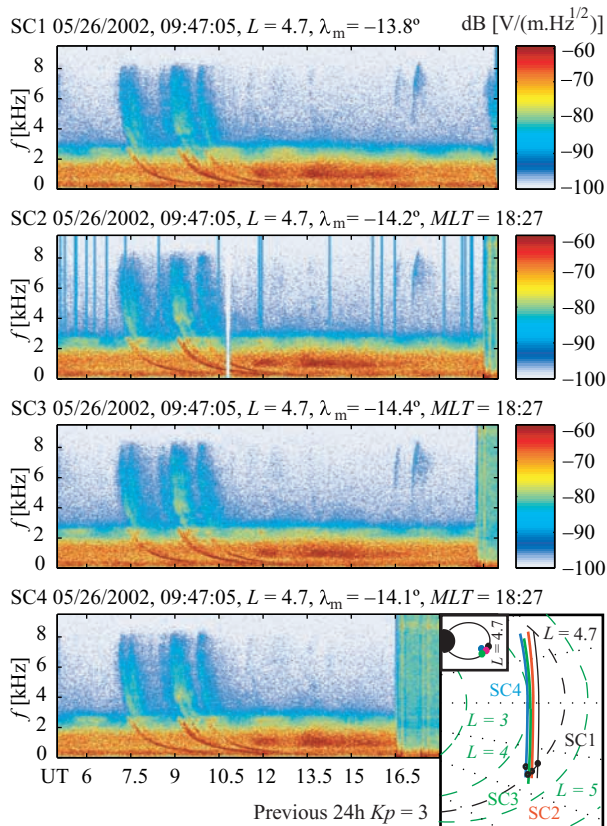 SC1 05/26/2002, 09:47:05, L = 4.7, λm = −13.8º dB [V/(m.Hz1/2)]
8
6
4
2
0
f [kHz]
−60
−70
−80
−90
−100
SC2 05/26/2002, 09:47:05, L = 4.7, λm = −14.2º, MLT = 18:27
8
6
4
2
0
f [kHz]
−60
−70
−80
−90
−100
SC3 05/26/2002, 09:47:05, L = 4.7, λm = −14.4º, MLT = 18:27
8
6
4
2
0
f [kHz]
−60
−70
−80
−90
−100
SC4 05/26/2002, 09:47:05, L = 4.7, λm = −14.1º, MLT = 18:27
8
6
4
2
0
f [kHz]
UT 6 7.5 9 10.5 12 13.5 15 16.5
Previous 24h Kp = 3
L = 4.7
L = 4.7
SC4
L = 3
L = 4
SC1
SC3
L = 5
SC2